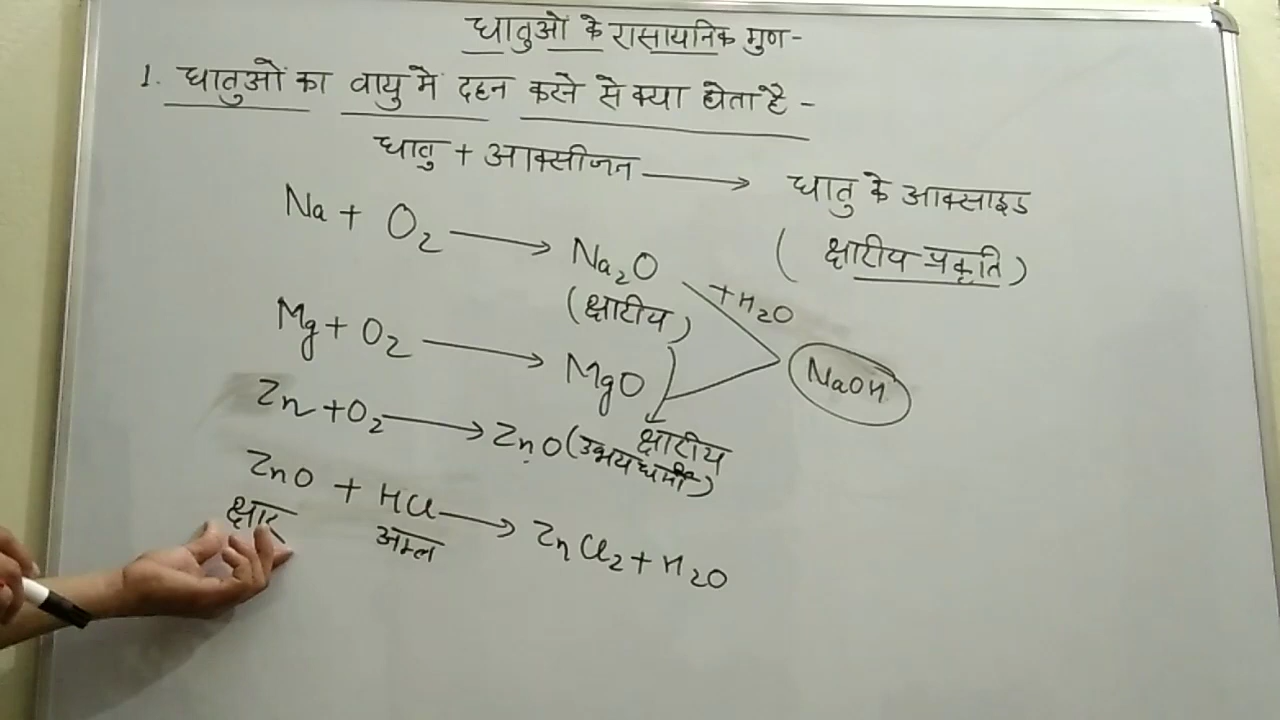 धातुओं के रासायनिक गुण-
1. धातुओं का वायु में दहन करने से क्या होता है -
धातु + आक्सीजन ⟶ धातु के आक्साइड
(क्षारीय प्रकृति)
Na + O₂ ⟶ Na₂O
(क्षारीय)
+H₂O
NaOH
Mg + O₂ ⟶ MgO
क्षारीय
Zn + O₂ ⟶ ZnO (उभयधर्मी)
ZnO + HCl ⟶ ZnCl₂ + H₂O
क्षार अम्ल